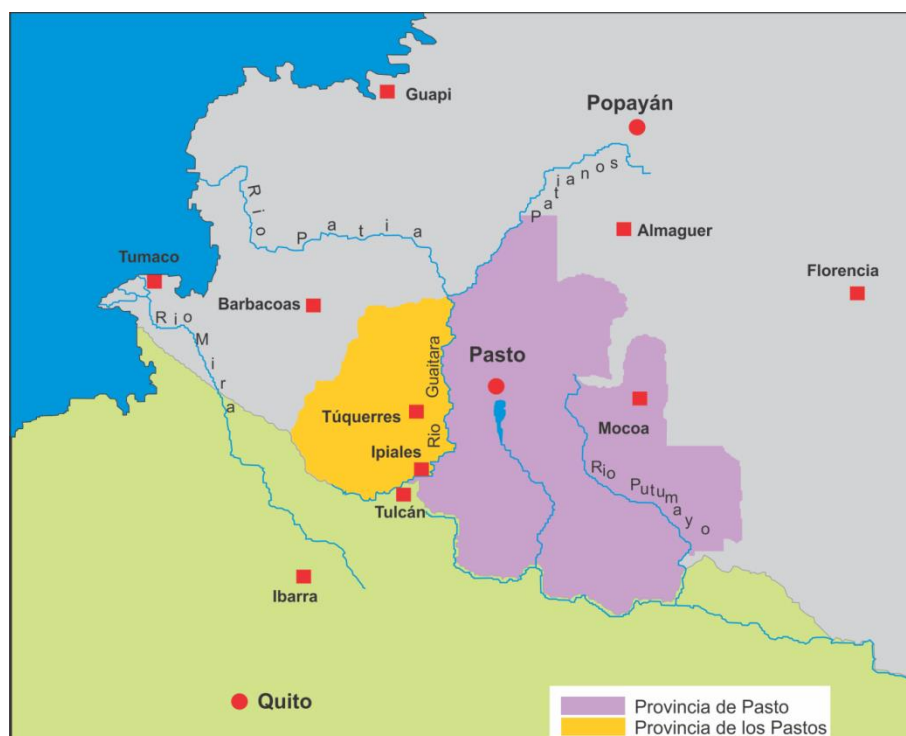 Guapi
Popayán
Patianos
Rio Patia
Almaguer
Tumaco
Florencia
Barbacoas
Rio Mira
Rio Guaitara
Pasto
Túquerres
Mocoa
Ipiales
Rio Putumayo
Tulcán
Ibarra
Quito
Provincia de Pasto
Provincia de los Pastos